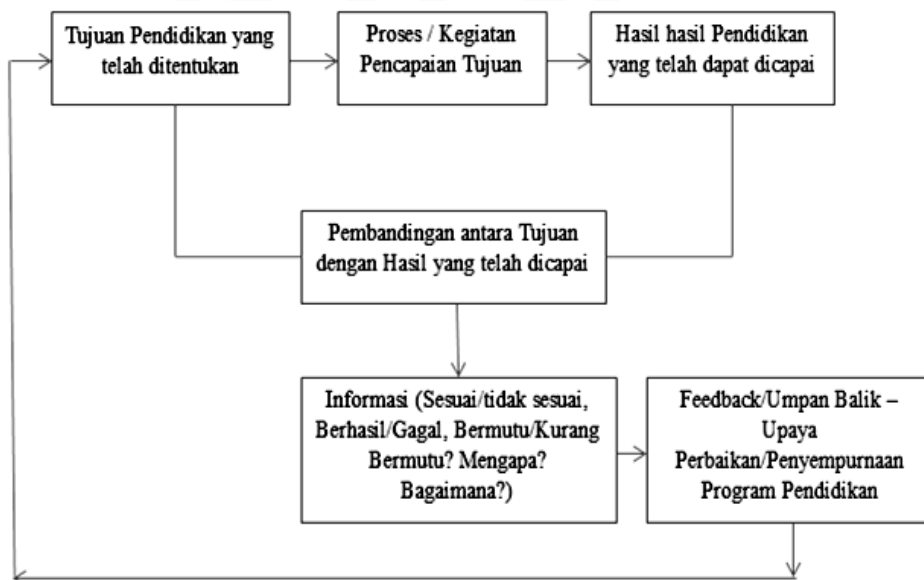 Tujuan Pendidikan yang
telah ditentukan
Proses / Kegiatan
Pencapaian Tujuan
Hasil hasil Pendidikan
yang telah dapat dicapai
Pembandingan antara Tujuan
dengan Hasil yang telah dicapai
Informasi (Sesuai/tidak sesuai,
Berhasil/Gagal, Bermutu/Kurang
Bermutu? Mengapa?
Bagaimana?)
Feedback/Umpan Balik –
Upaya
Perbaikan/Penyempurnaan
Program Pendidikan